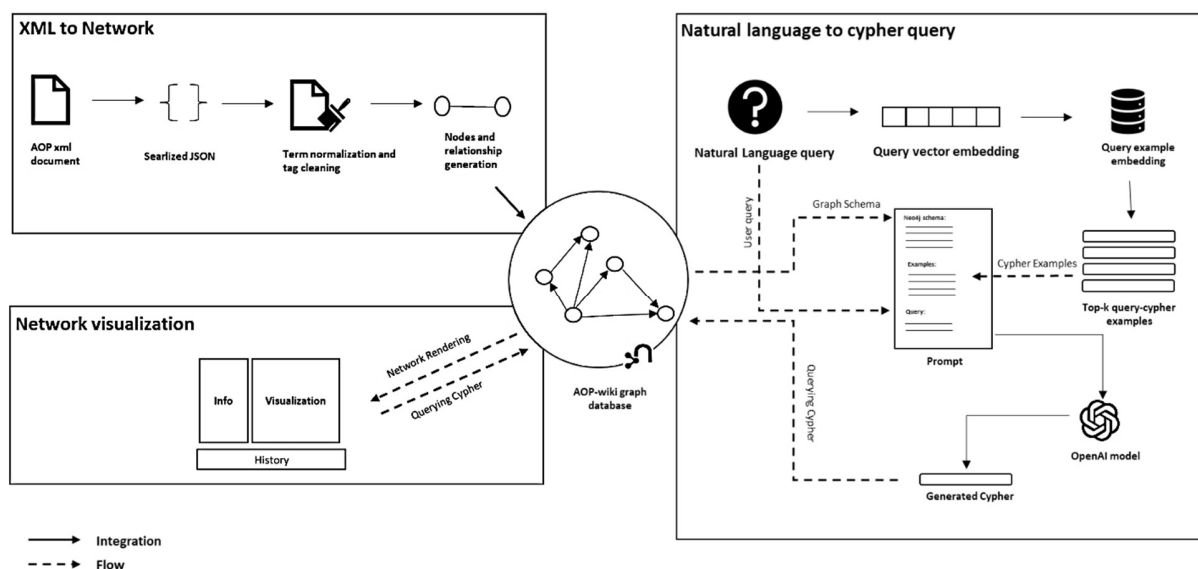 XML to Network
AOP xml
document
Searlized JSON
Term normalization and
tag cleaning
Nodes and
relationship
generation
Natural language to cypher query
Natural Language query
Query vector embedding
Query example
embedding
User query
Graph Schema
Neo4j schema:
Examples:
Query:
Prompt
Cypher Examples
Top-k query-cypher
examples
OpenAI model
Generated Cypher
Querying Cypher
AOP-wiki graph
database
Network visualization
Info
Visualization
History
Network Rendering
Querying Cypher
Integration
Flow